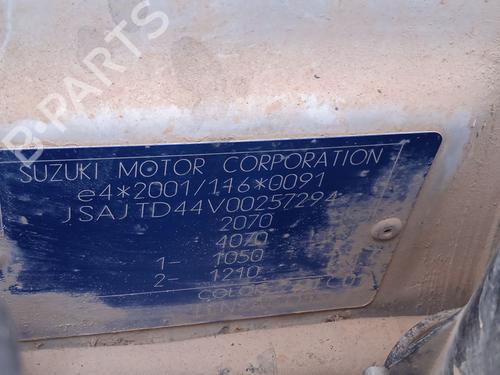 B-PARTS
SUZUKI MOTOR CORPORATION
e4*2001/116*0091
JSAJTD44V00257294
2070
4070
1- 1050
2- 1210